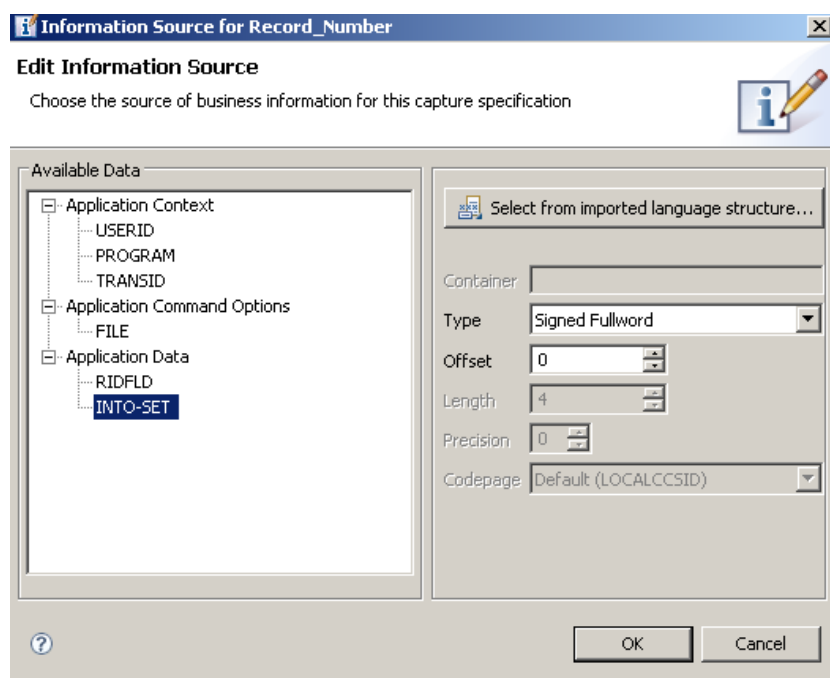 Information Source for Record_Number
Edit Information Source
Choose the source of business information for this capture specification
Available Data
Application Context
USERID
PROGRAM
TRANSID
Application Command Options
FILE
Application Data
RIDFLD
INTO-SET
Select from imported language structure...
Container
Type Signed Fullword
Offset 0
Length 4
Precision 0
Codepage Default (LOCALCCSID)
OK Cancel